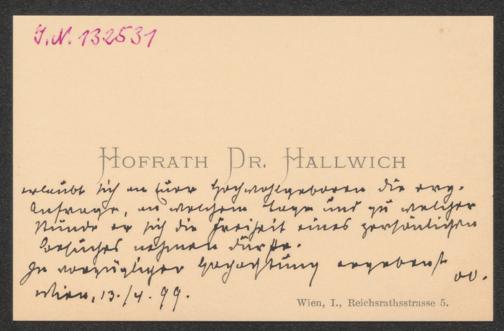 I.N. 132531
HOFRATH DR. HALLWICH
erlaubt sich an Euer Hochwohlgeboren die erg.
Anfrage, an welchem Tage und zu welcher
Stunde er sich die Freiheit eines persönlichen
Besuches nehmen dürfte.
In vorzüglicher Hochachtung ergebenst
Wien, 13./4. 99.
Wien, I., Reichsrathsstrasse 5.